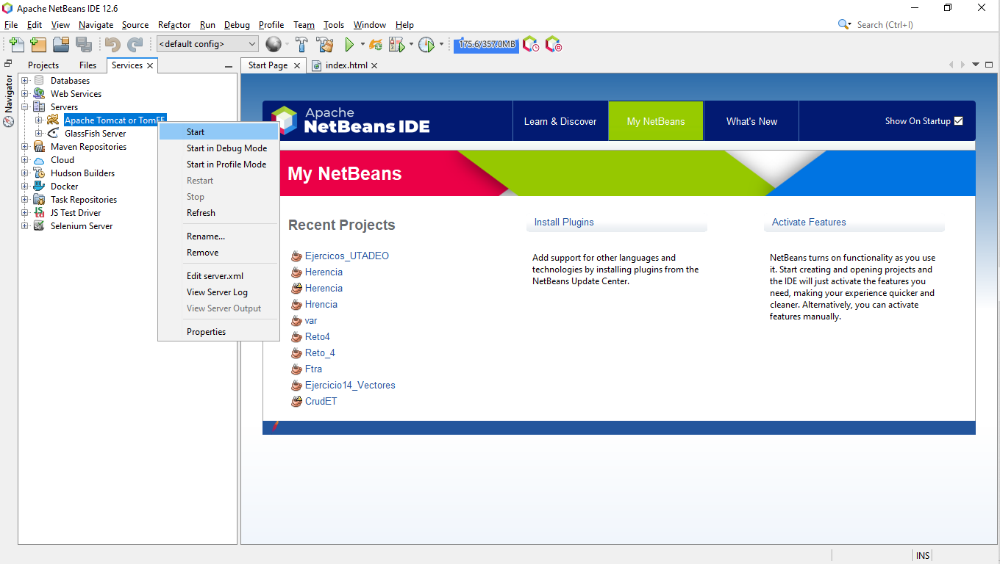 Apache NetBeans IDE 12.6
File Edit View Navigate Source Refactor Run Debug Profile Team Tools Window Help
Search (Ctrl+I)
<default config>
175.6/357.0MB
Projects Files Services
Start Page index.html
Navigator
Databases
Web Services
Servers
Apache Tomcat or TomEE
GlassFish Server
Maven Repositories
Cloud
Hudson Builders
Docker
Task Repositories
JS Test Driver
Selenium Server
Start
Start in Debug Mode
Start in Profile Mode
Restart
Stop
Refresh
Rename...
Remove
Edit server.xml
View Server Log
View Server Output
Properties
Apache
NetBeans IDE
Learn & Discover
My NetBeans
What's New
Show On Startup
My NetBeans
Recent Projects
Ejercicos_UTADEO
Herencia
Herencia
Hrencia
var
Reto4
Reto_4
Ftra
Ejercicio14_Vectores
CrudET
Install Plugins
Add support for other languages and
technologies by installing plugins from the
NetBeans Update Center.
Activate Features
NetBeans turns on functionality as you use
it. Start creating and opening projects and
the IDE will just activate the features you
need, making your experience quicker and
cleaner. Alternatively, you can activate
features manually.
INS